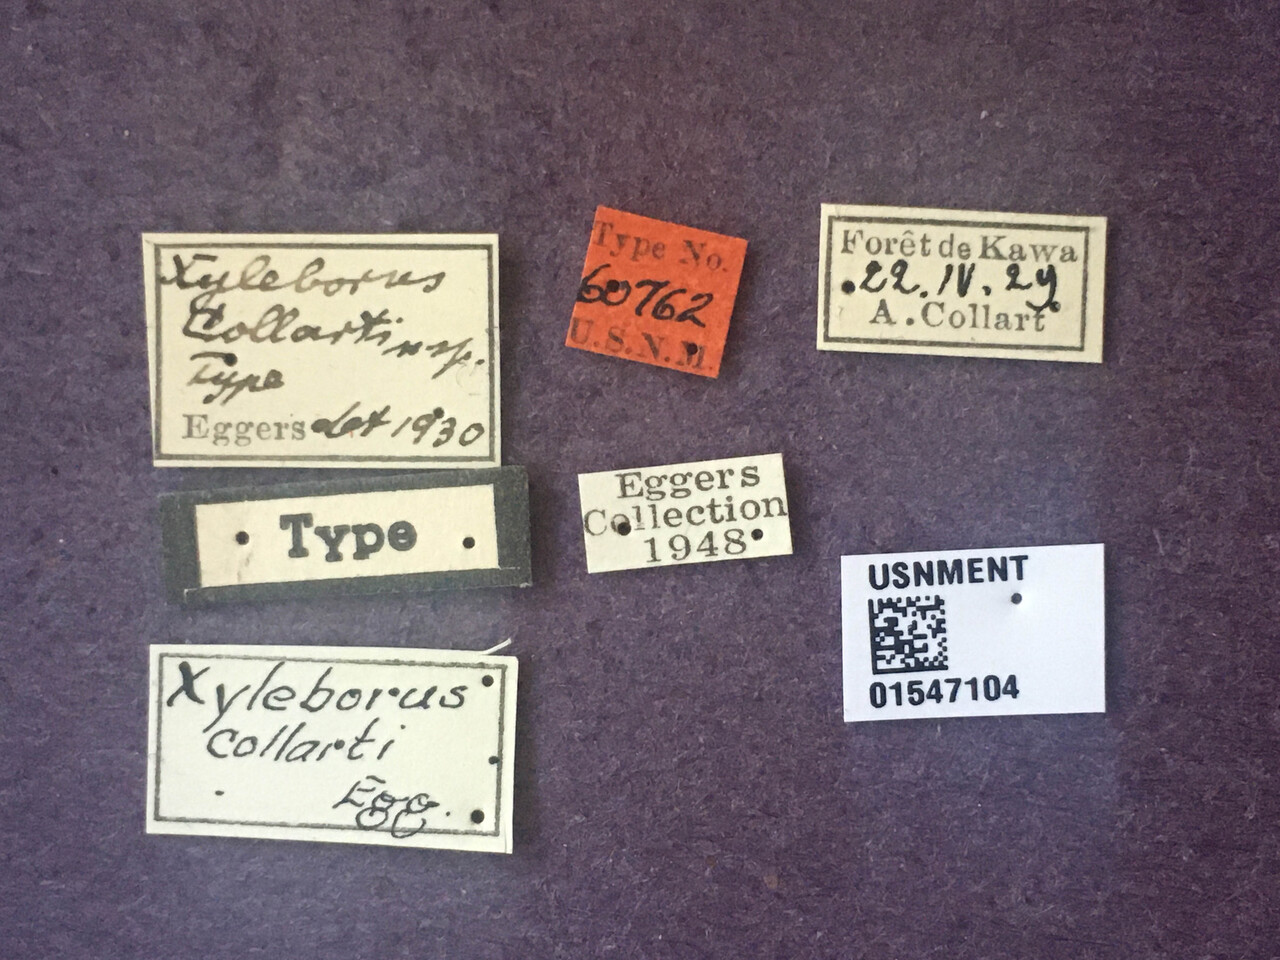 Xyleborus
Collarti n.sp.
Type
Eggers det 1930
Type
Xyleborus
collarti
Egg.
Type No.
60762
U.S.N.M.
Eggers
Collection
1948
Forêt de Kawa
22.IV.29
A. Collart
USNMENT
01547104